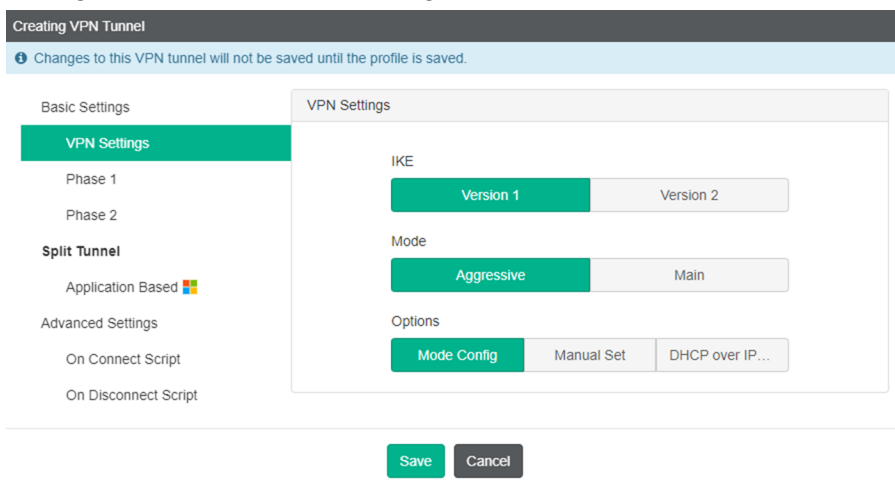 Creating VPN Tunnel
Changes to this VPN tunnel will not be saved until the profile is saved.
Basic Settings
VPN Settings
Phase 1
Phase 2
Split Tunnel
Application Based
Advanced Settings
On Connect Script
On Disconnect Script
VPN Settings
IKE
Version 1
Version 2
Mode
Aggressive
Main
Options
Mode Config
Manual Set
DHCP over IP...
Save
Cancel